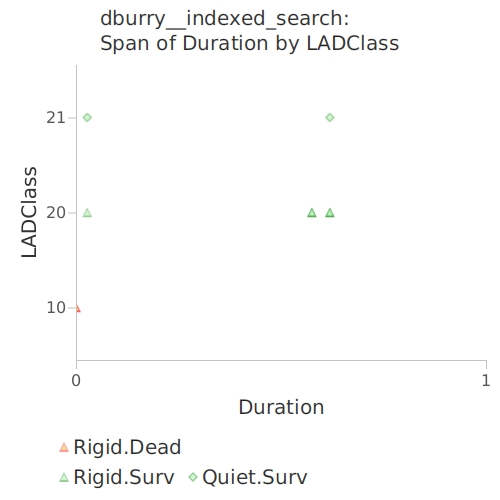 dburry__indexed_search:
Span of Duration by LADClass
21
20
10
LADClass
0
1
Duration
Rigid.Dead
Rigid.Surv Quiet.Surv